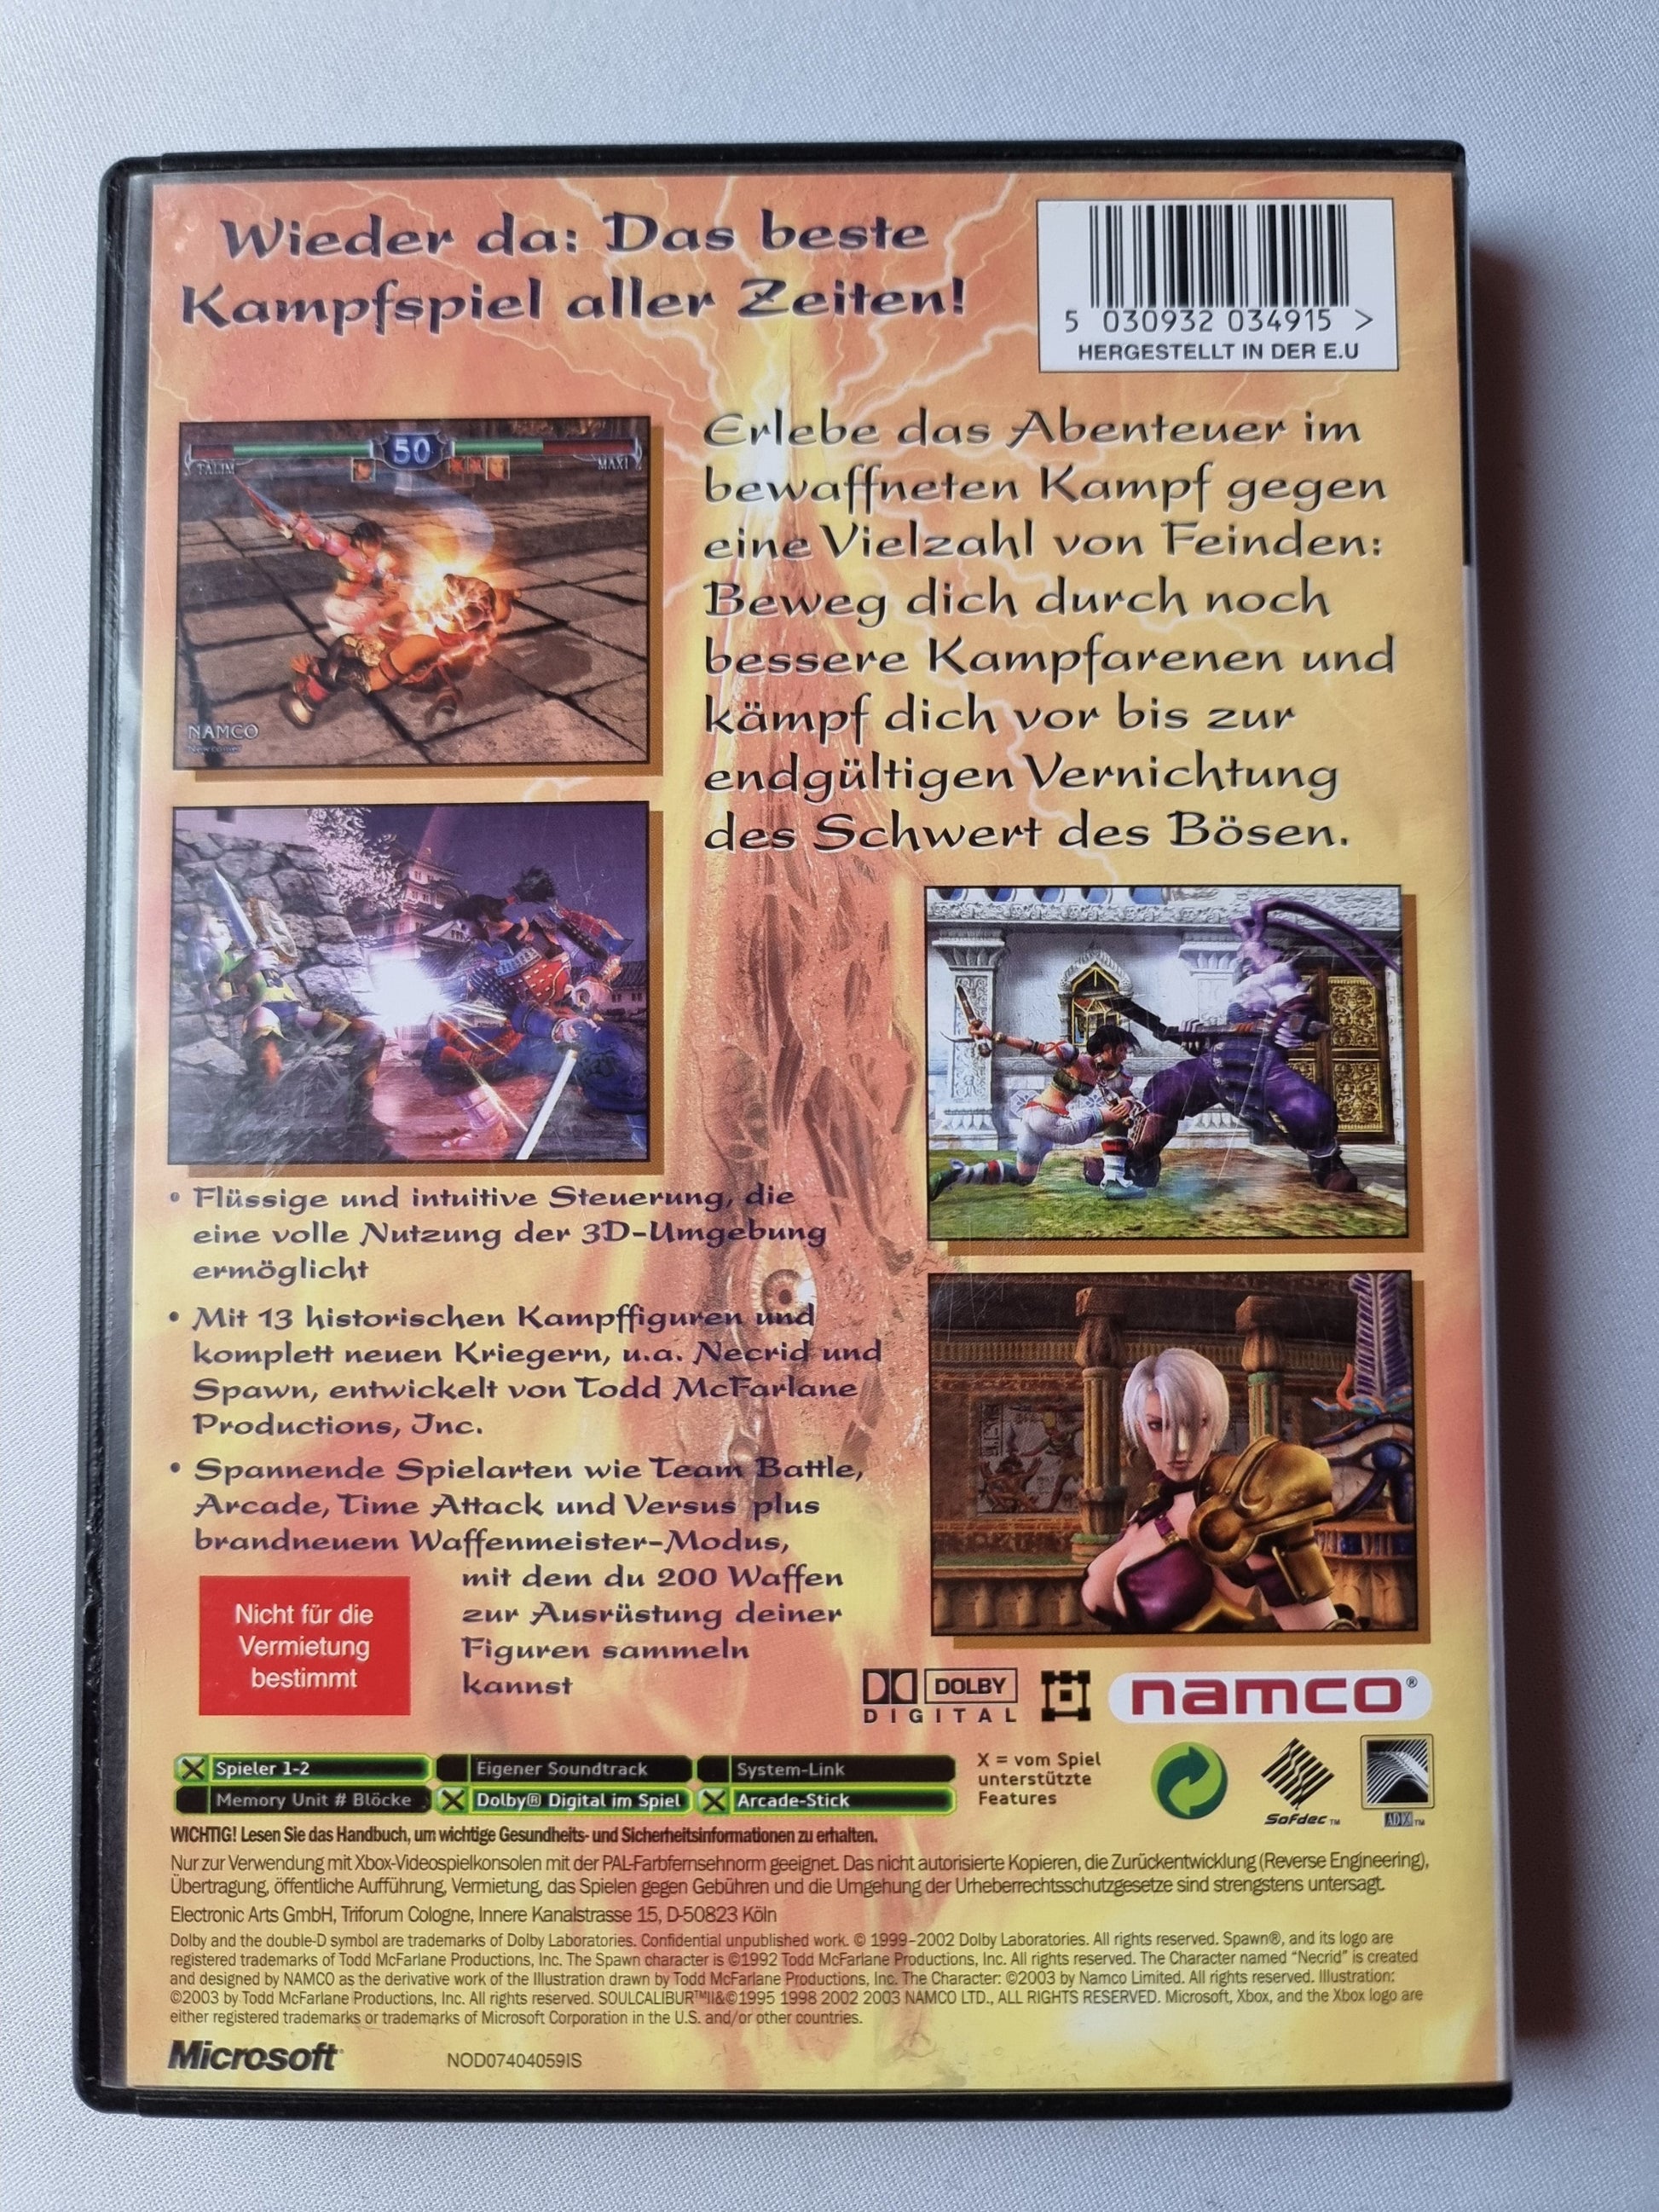 Wieder da: Das beste
Kampfspiel aller Zeiten!
5 030932 034915 >
HERGESTELLT IN DER E.U
50
TALIM
MAXI
NAMCO
Newcomer
Erlebe das Abenteuer im
bewaffneten Kampf gegen
eine Vielzahl von Feinden:
Beweg dich durch noch
bessere Kampfarenen und
kämpf dich vor bis zur
endgültigen Vernichtung
des Schwert des Bösen.
• Flüssige und intuitive Steuerung, die
eine volle Nutzung der 3D-Umgebung
ermöglicht
• Mit 13 historischen Kampffiguren und
komplett neuen Kriegern, u.a. Necrid und
Spawn, entwickelt von Todd McFarlane
Productions, Inc.
• Spannende Spielarten wie Team Battle,
Arcade, Time Attack und Versus plus
brandneuem Waffenmeister-Modus,
mit dem du 200 Waffen
zur Ausrüstung deiner
Figuren sammeln
kannst
Nicht für die
Vermietung
bestimmt
DOLBY
DIGITAL
namco®
X Spieler 1-2
Eigener Soundtrack
System-Link
Memory Unit # Blöcke
X Dolby® Digital im Spiel
X Arcade-Stick
X = vom Spiel
unterstützte
Features
Sofdec™
ADX™
WICHTIG! Lesen Sie das Handbuch, um wichtige Gesundheits- und Sicherheitsinformationen zu erhalten.
Nur zur Verwendung mit Xbox-Videospielkonsolen mit der PAL-Farbfernsehnorm geeignet. Das nicht autorisierte Kopieren, die Zurückentwicklung (Reverse Engineering),
Übertragung, öffentliche Aufführung, Vermietung, das Spielen gegen Gebühren und die Umgehung der Urheberrechtsschutzgesetze sind strengstens untersagt.
Electronic Arts GmbH, Triforum Cologne, Innere Kanalstrasse 15, D-50823 Köln
Dolby and the double-D symbol are trademarks of Dolby Laboratories. Confidential unpublished work. © 1999–2002 Dolby Laboratories. All rights reserved. Spawn®, and its logo are
registered trademarks of Todd McFarlane Productions, Inc. The Spawn character is ©1992 Todd McFarlane Productions, Inc. All rights reserved. The Character named “Necrid” is created
and designed by NAMCO as the derivative work of the Illustration drawn by Todd McFarlane Productions, Inc. The Character: ©2003 by Namco Limited. All rights reserved. Illustration:
©2003 by Todd McFarlane Productions, Inc. All rights reserved. SOULCALIBUR™II&©1995 1998 2002 2003 NAMCO LTD., ALL RIGHTS RESERVED. Microsoft, Xbox, and the Xbox logo are
either registered trademarks or trademarks of Microsoft Corporation in the U.S. and/or other countries.
Microsoft
NOD07404059IS